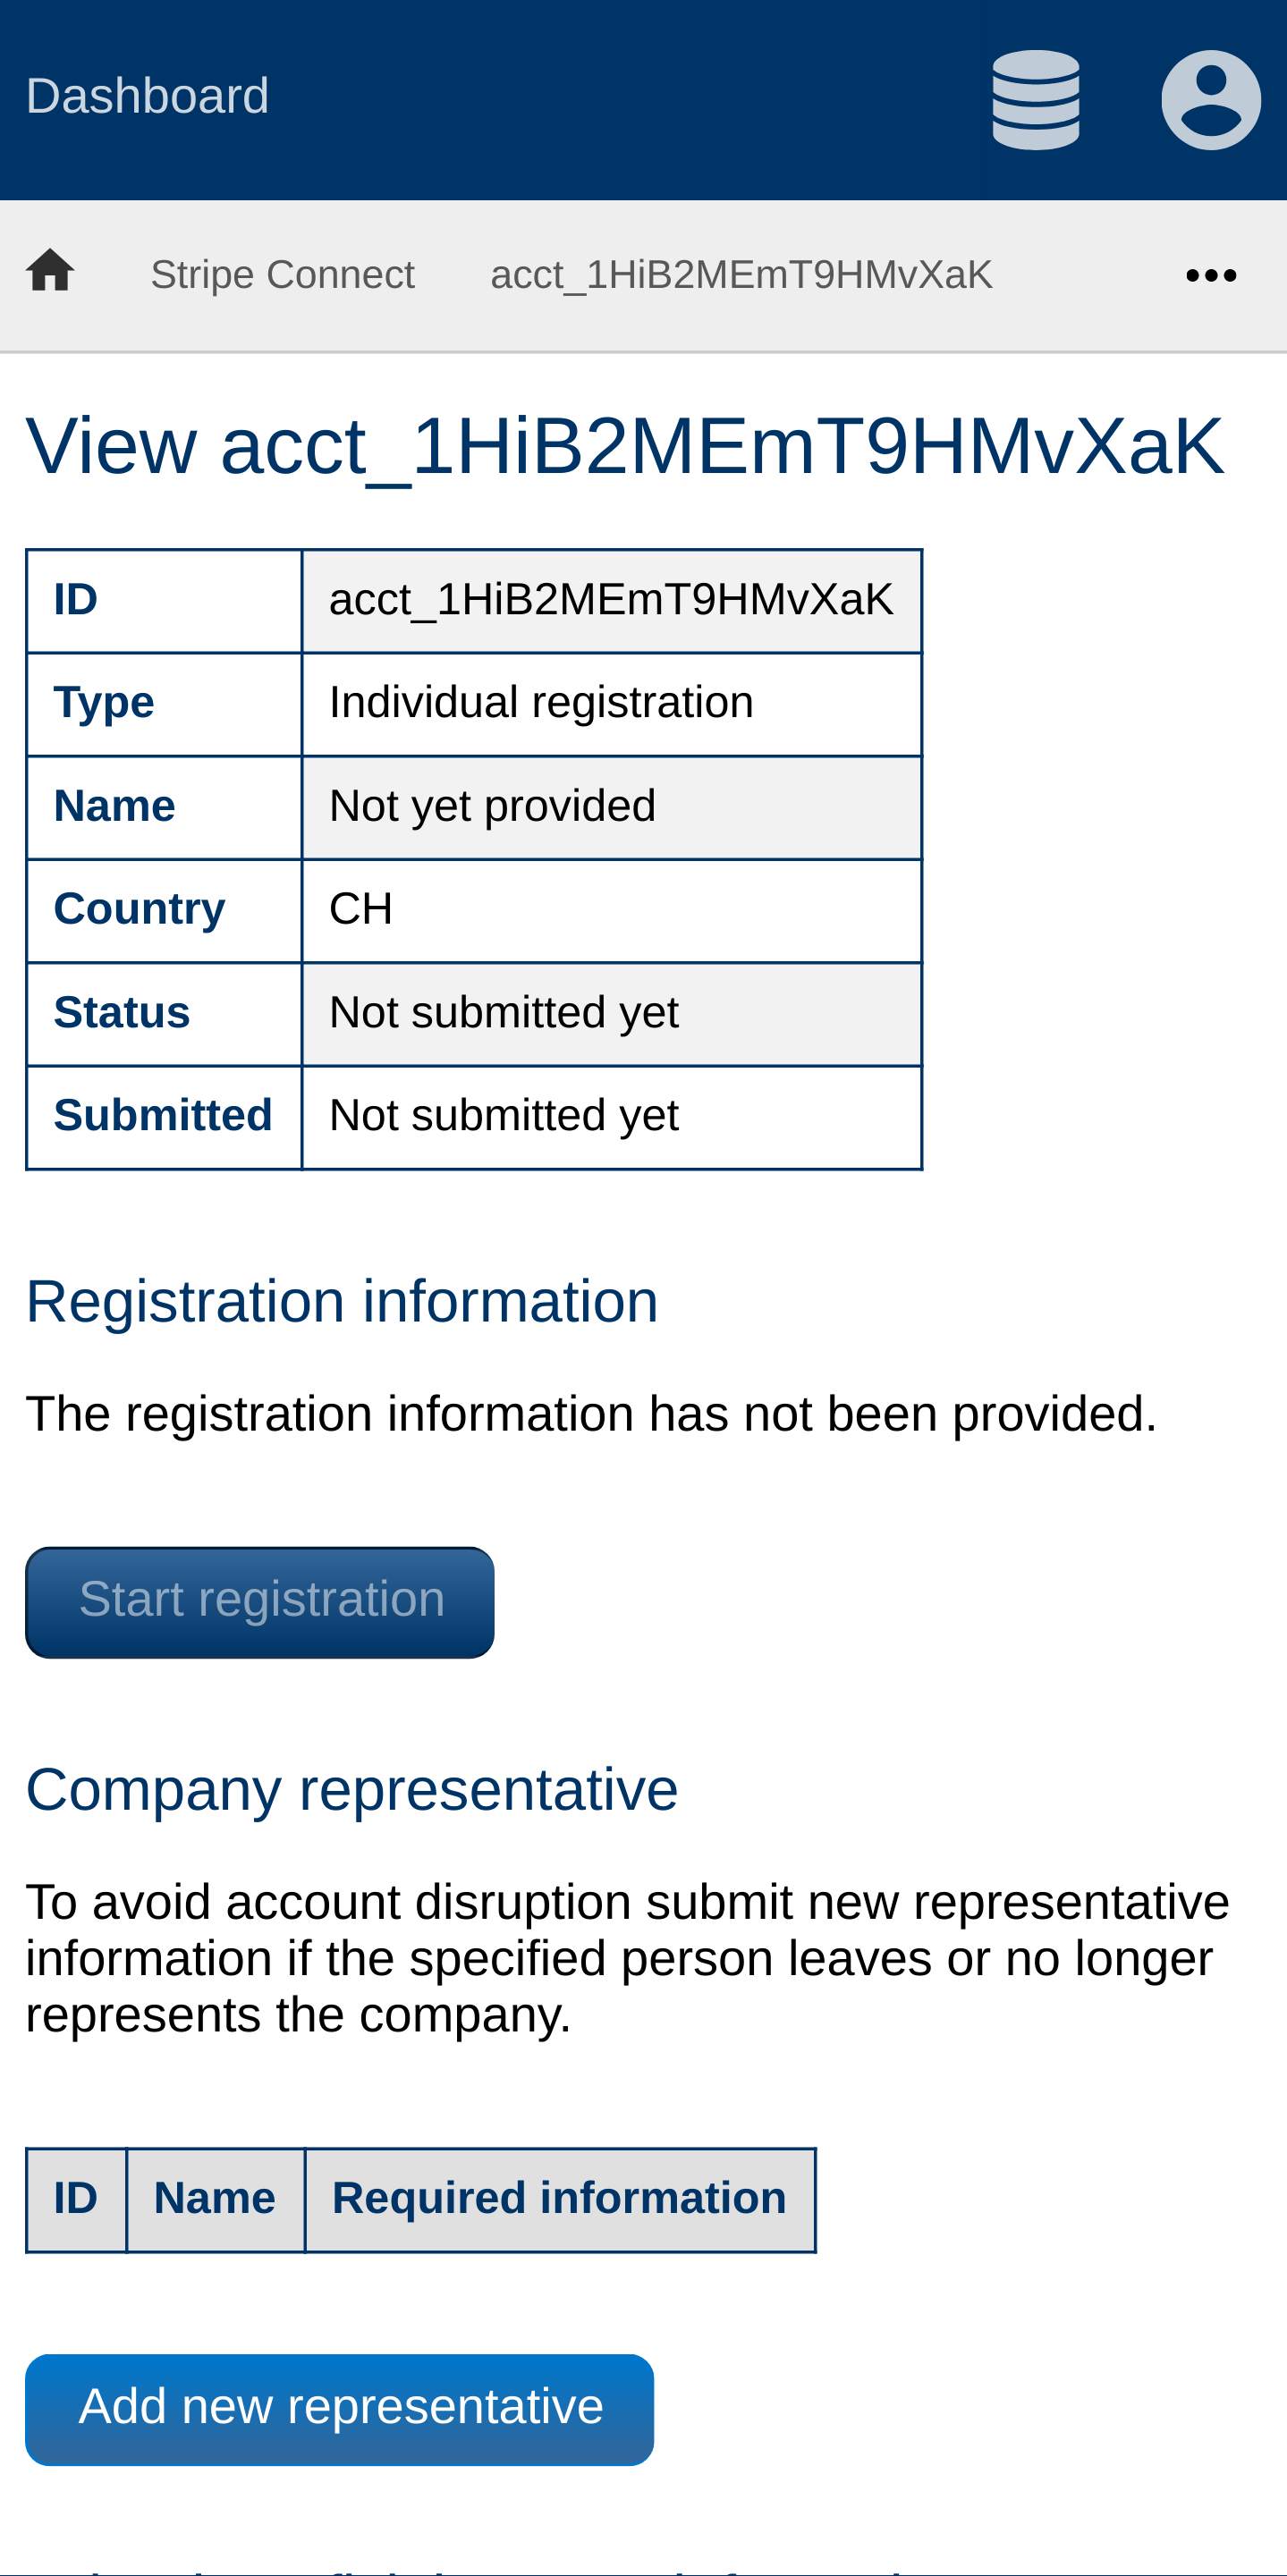 Dashboard
Stripe Connect acct_1HiB2MEmT9HMvXaK
View acct_1HiB2MEmT9HMvXaK
ID acct_1HiB2MEmT9HMvXaK
Type Individual registration
Name Not yet provided
Country CH
Status Not submitted yet
Submitted Not submitted yet
Registration information
The registration information has not been provided.
Start registration
Company representative
To avoid account disruption submit new representative
information if the specified person leaves or no longer
represents the company.
ID Name Required information
Add new representative